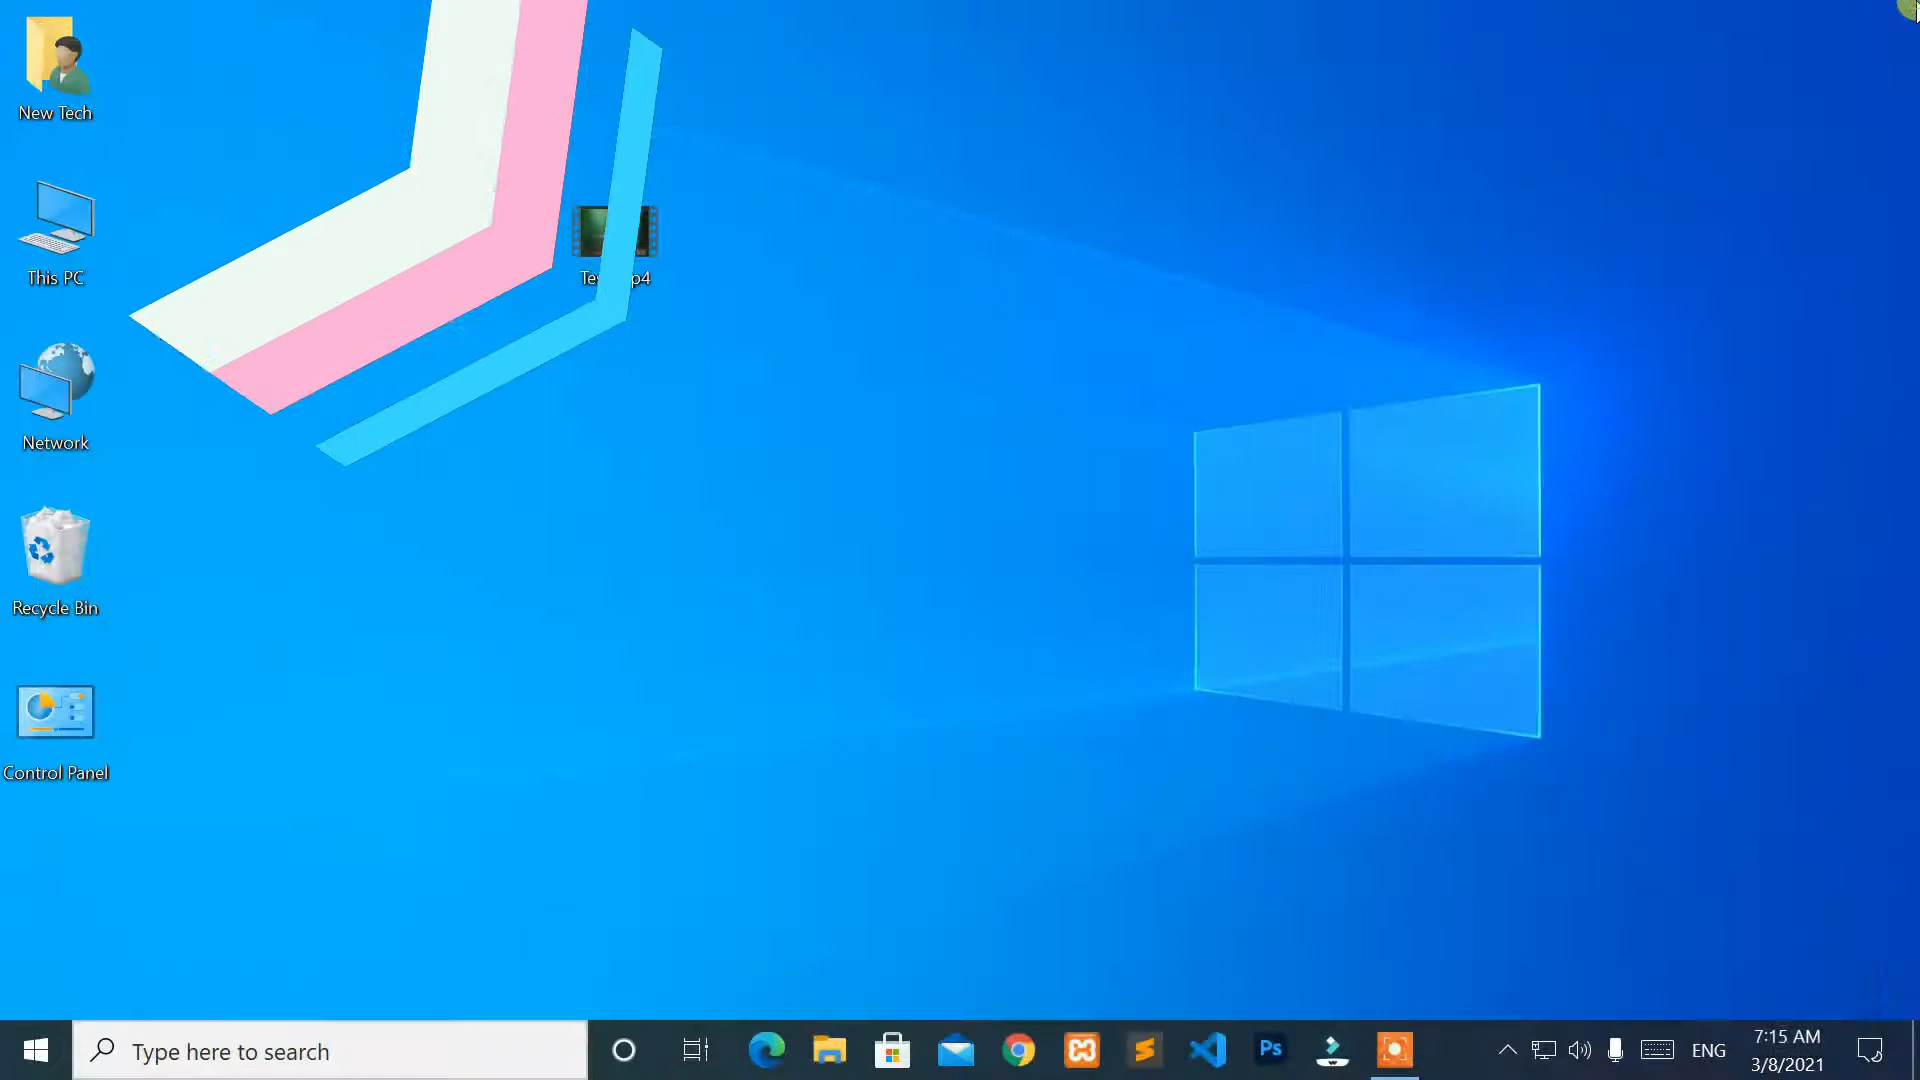 New Tech
This PC
Network
Recycle Bin
Control Panel
Type here to search
Ps
ENG
7:15 AM
3/8/2021